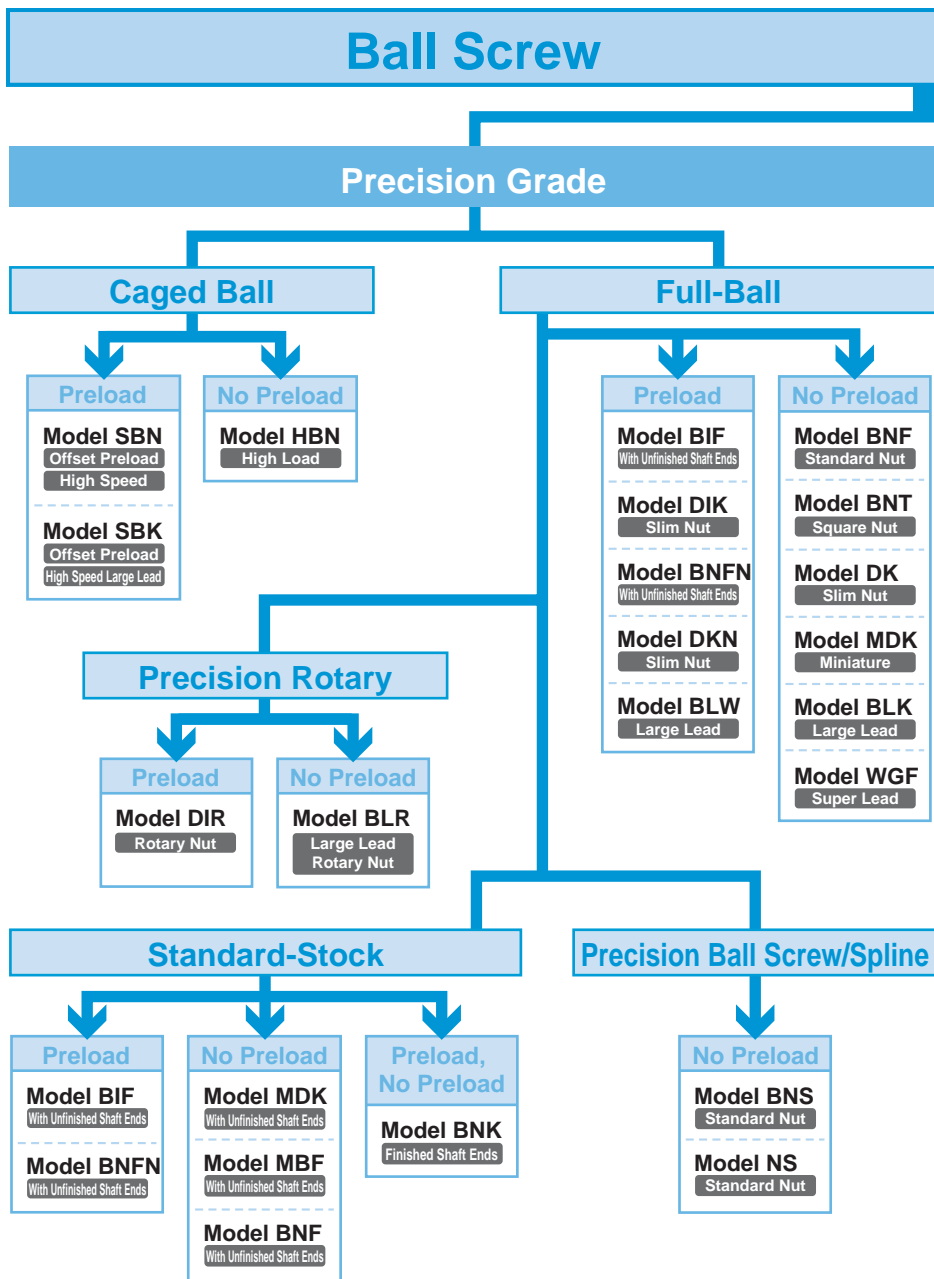 Ball Screw
Precision Grade
Caged Ball
Full-Ball
Preload
Model SBN
Offset Preload
High Speed
Model SBK
Offset Preload
High Speed Large Lead
No Preload
Model HBN
High Load
Preload
Model BIF
With Unfinished Shaft Ends
Model DIK
Slim Nut
Model BNFN
With Unfinished Shaft Ends
Model DKN
Slim Nut
Model BLW
Large Lead
No Preload
Model BNF
Standard Nut
Model BNT
Square Nut
Model DK
Slim Nut
Model MDK
Miniature
Model BLK
Large Lead
Model WGF
Super Lead
Precision Rotary
Preload
Model DIR
Rotary Nut
No Preload
Model BLR
Large Lead
Rotary Nut
Standard-Stock
Preload
Model BIF
With Unfinished Shaft Ends
Model BNFN
With Unfinished Shaft Ends
No Preload
Model MDK
With Unfinished Shaft Ends
Model MBF
With Unfinished Shaft Ends
Model BNF
With Unfinished Shaft Ends
Preload,
No Preload
Model BNK
Finished Shaft Ends
Precision Ball Screw/Spline
No Preload
Model BNS
Standard Nut
Model NS
Standard Nut